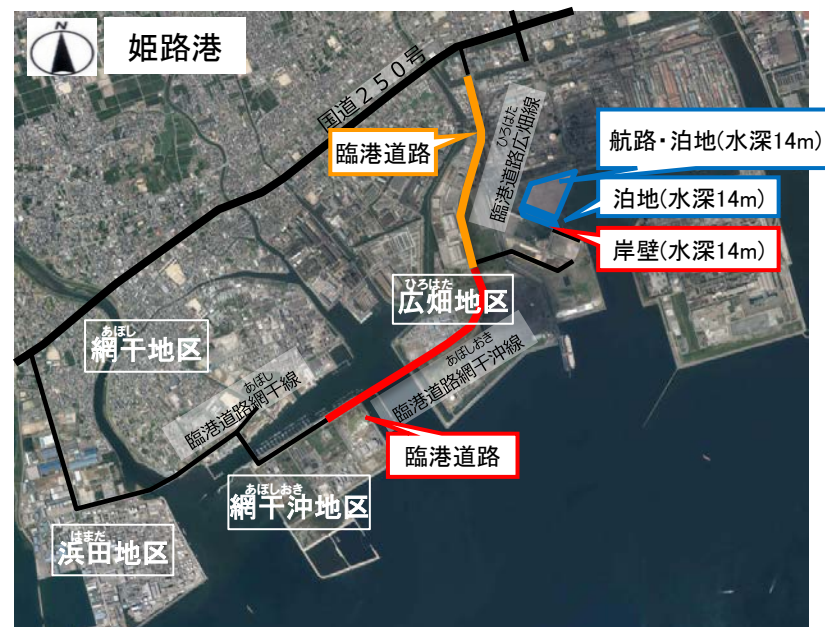 N
姫路港
国道250号
臨港道路
ひろはた
臨港道路広畑線
航路・泊地(水深14m)
泊地(水深14m)
岸壁(水深14m)
ひろはた
広畑地区
あぼし
網干地区
あぼし
臨港道路網干線
あぼしおき
臨港道路網干沖線
臨港道路
あぼしおき
網干沖地区
はまだ
浜田地区